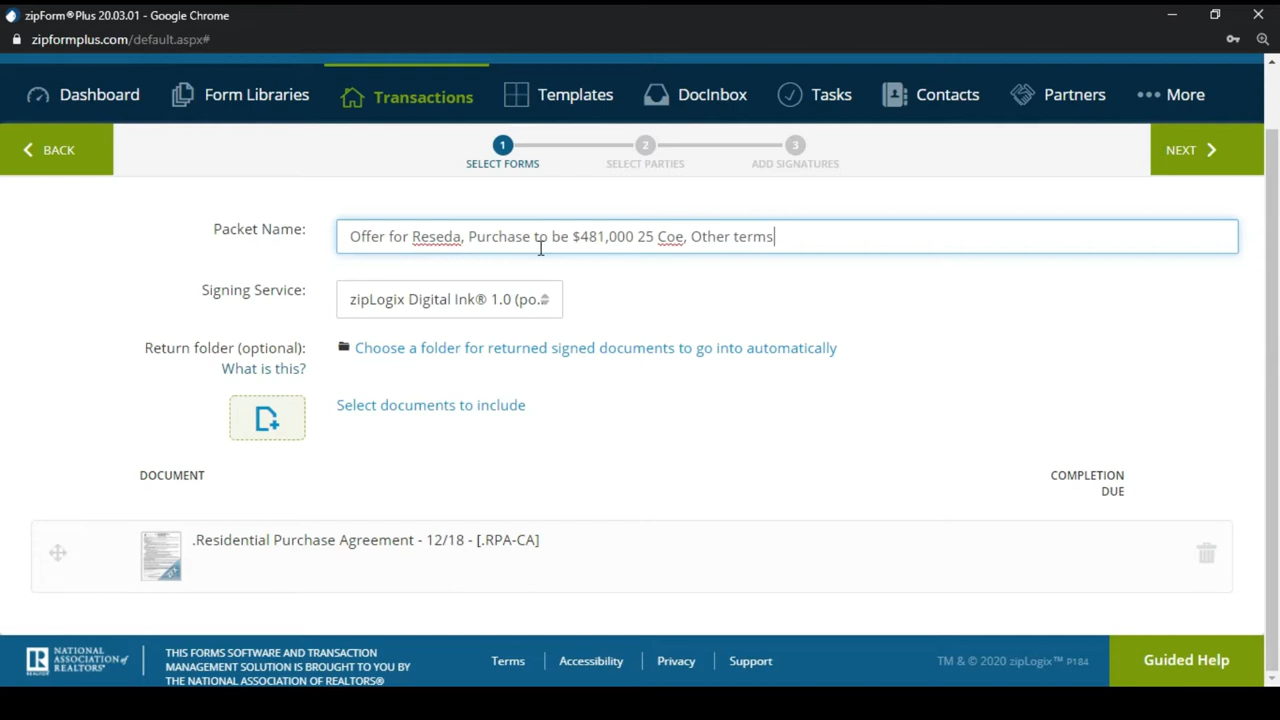 zipForm®Plus 20.03.01 - Google Chrome
zipformplus.com/default.aspx#
Dashboard Form Libraries Transactions Templates DocInbox Tasks Contacts Partners More
BACK
1 2 3
SELECT FORMS SELECT PARTIES ADD SIGNATURES
NEXT
Packet Name: Offer for Reseda, Purchase to be $481,000 25 Coe, Other terms
Signing Service: zipLogix Digital Ink® 1.0 (po.
Return folder (optional): Choose a folder for returned signed documents to go into automatically
What is this?
Select documents to include
DOCUMENT
COMPLETION
DUE
.Residential Purchase Agreement - 12/18 - [.RPA-CA]
NATIONAL
ASSOCIATION of
REALTORS®
THIS FORMS SOFTWARE AND TRANSACTION
MANAGEMENT SOLUTION IS BROUGHT TO YOU BY
THE NATIONAL ASSOCIATION OF REALTORS®
Terms Accessibility Privacy Support
TM & © 2020 zipLogix™ P184
Guided Help